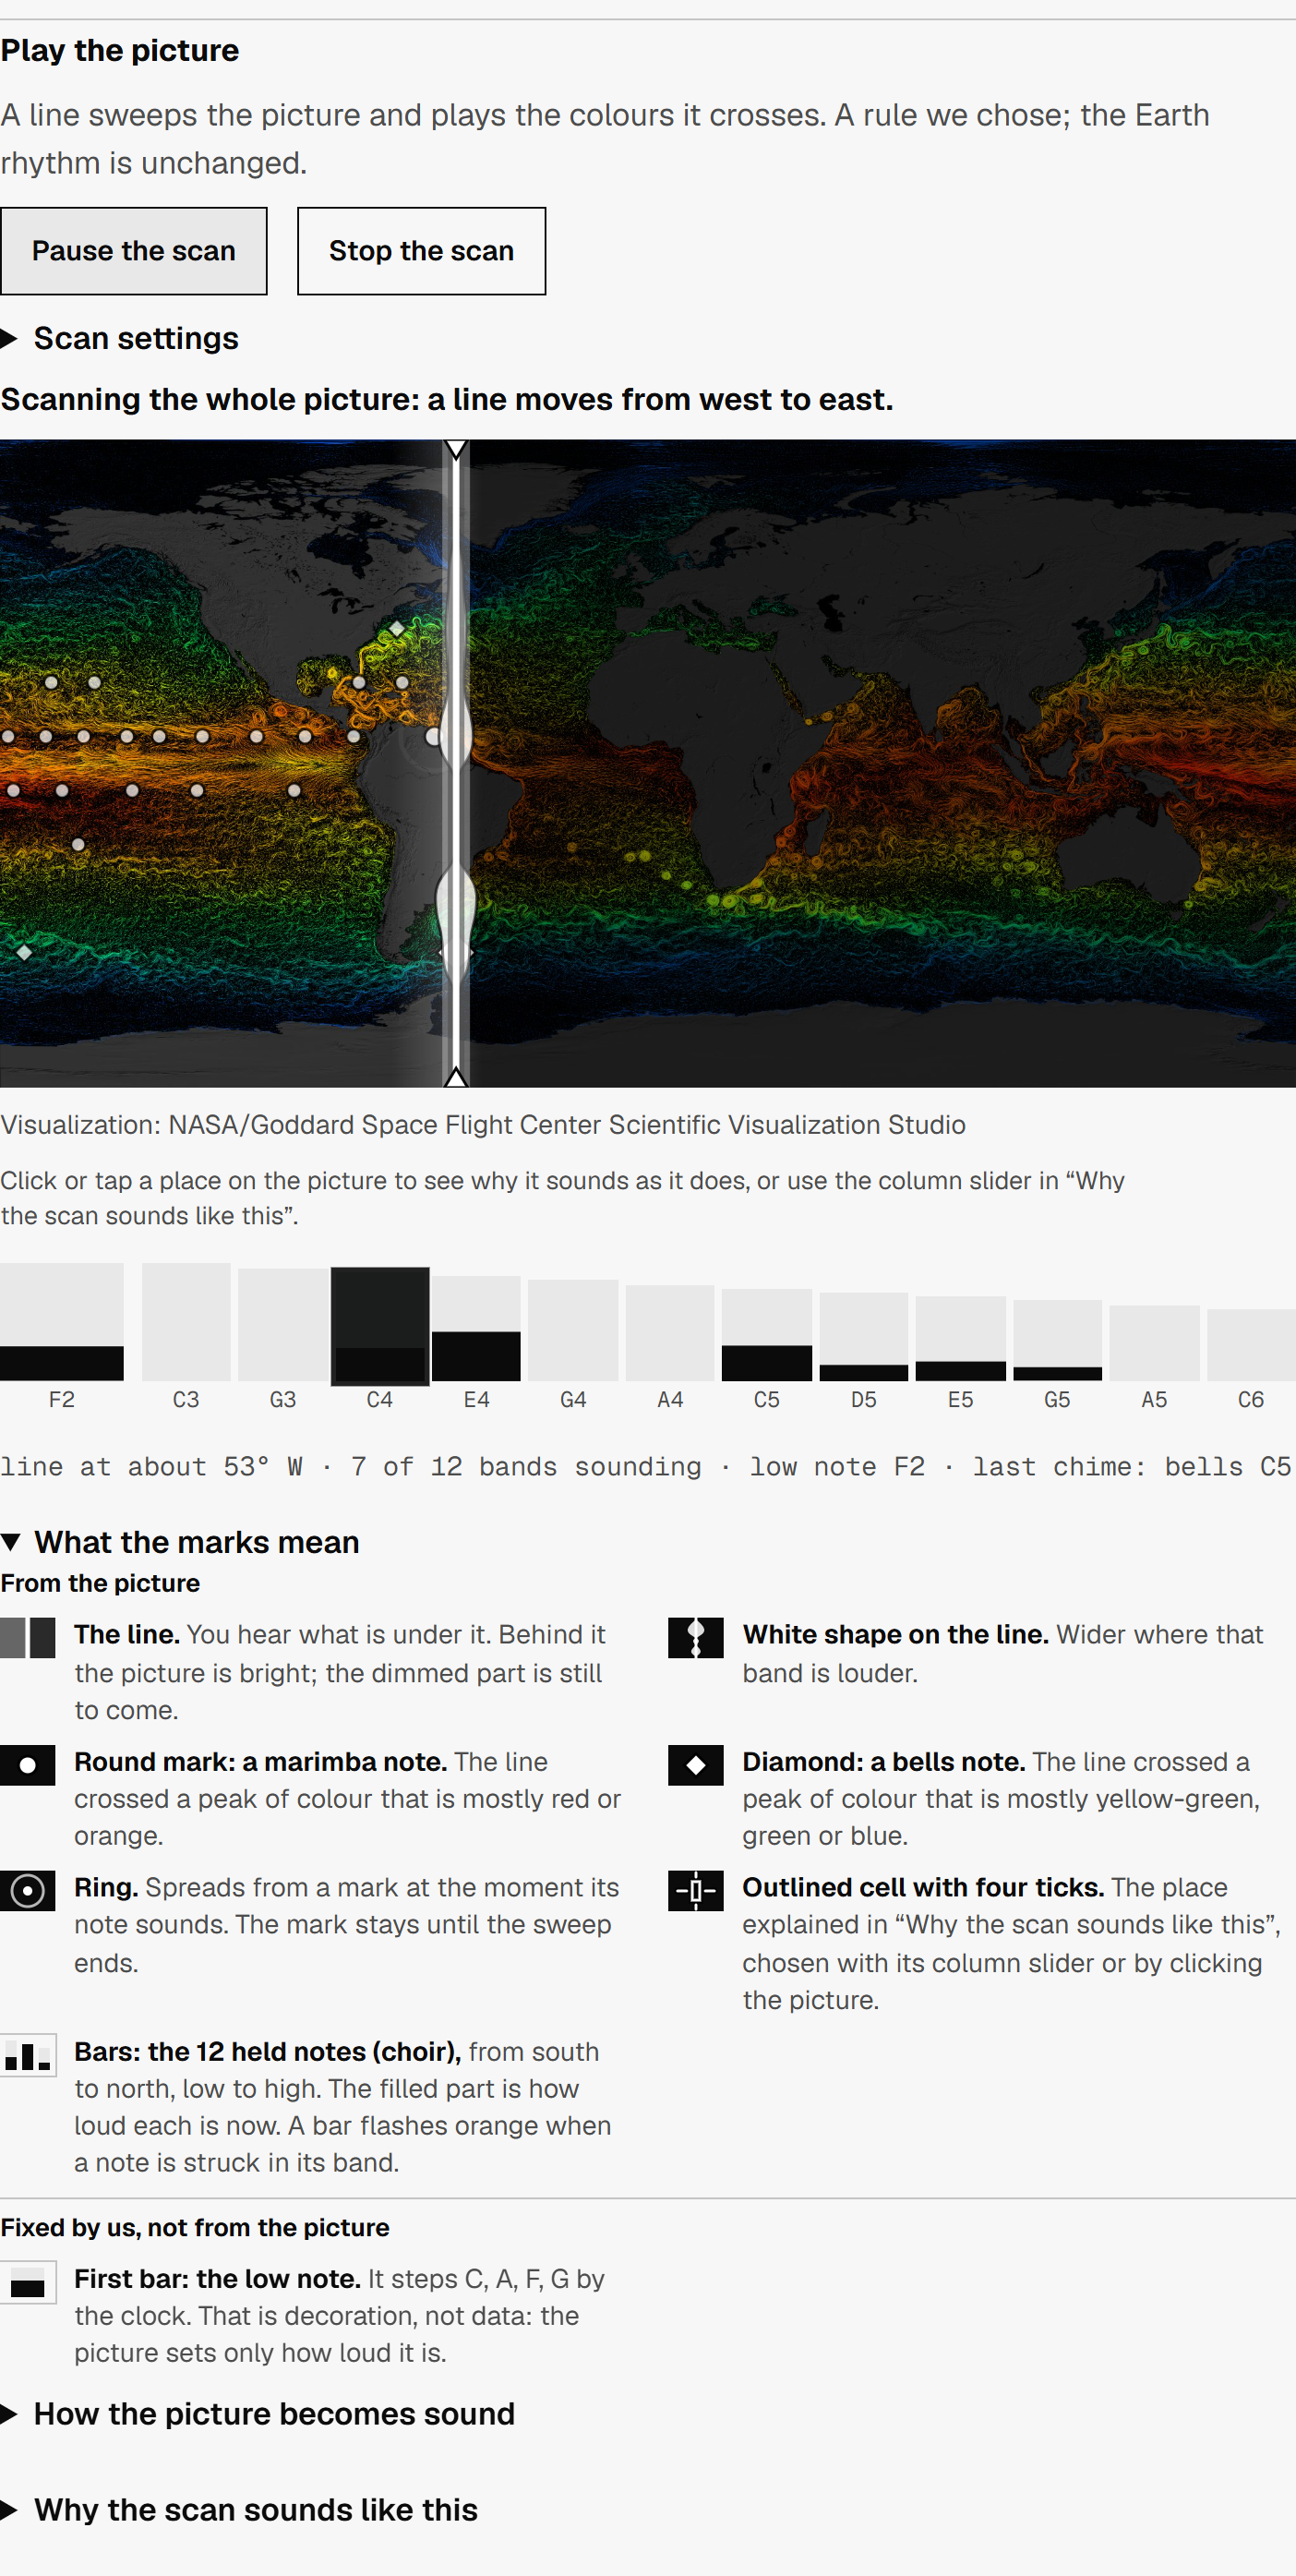 Play the picture
A line sweeps the picture and plays the colours it crosses. A rule we chose; the Earth
rhythm is unchanged.
Pause the scan
Stop the scan
Scan settings
Scanning the whole picture: a line moves from west to east.
Visualization: NASA/Goddard Space Flight Center Scientific Visualization Studio
Click or tap a place on the picture to see why it sounds as it does, or use the column slider in “Why
the scan sounds like this”.
F2 C3 G3 C4 E4 G4 A4 C5 D5 E5 G5 A5 C6
line at about 53° W · 7 of 12 bands sounding · low note F2 · last chime: bells C5
What the marks mean
From the picture
The line. You hear what is under it. Behind it
the picture is bright; the dimmed part is still
to come.
White shape on the line. Wider where that
band is louder.
Round mark: a marimba note. The line
crossed a peak of colour that is mostly red or
orange.
Diamond: a bells note. The line crossed a
peak of colour that is mostly yellow-green,
green or blue.
Ring. Spreads from a mark at the moment its
note sounds. The mark stays until the sweep
ends.
Outlined cell with four ticks. The place
explained in “Why the scan sounds like this”,
chosen with its column slider or by clicking
the picture.
Bars: the 12 held notes (choir), from south
to north, low to high. The filled part is how
loud each is now. A bar flashes orange when
a note is struck in its band.
Fixed by us, not from the picture
First bar: the low note. It steps C, A, F, G by
the clock. That is decoration, not data: the
picture sets only how loud it is.
How the picture becomes sound
Why the scan sounds like this